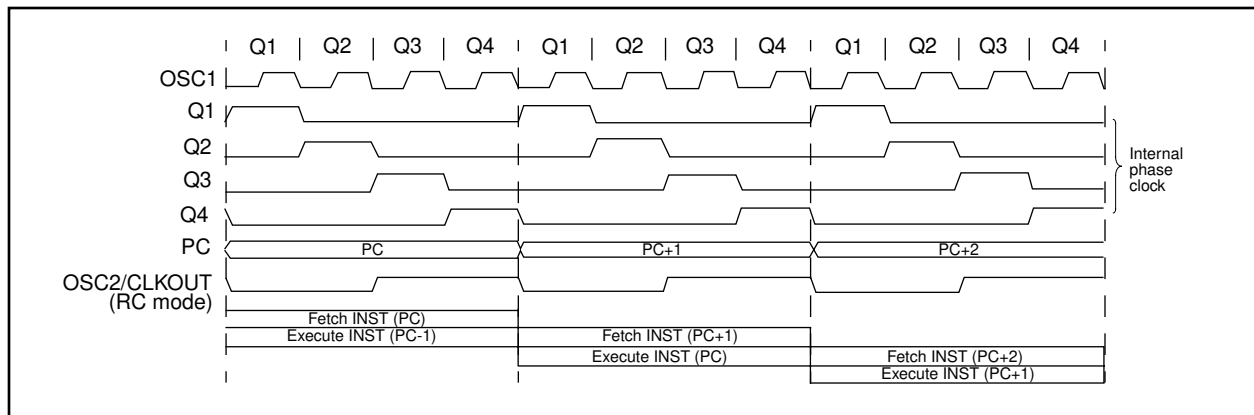 Q1 Q2 Q3 Q4 Q1 Q2 Q3 Q4 Q1 Q2 Q3 Q4
OSC1
Q1
Q2
Q3
Q4
Internal
phase
clock
PC PC PC+1 PC+2
OSC2/CLKOUT
(RC mode)
Fetch INST (PC)
Execute INST (PC-1) Fetch INST (PC+1)
Execute INST (PC) Fetch INST (PC+2)
Execute INST (PC+1)